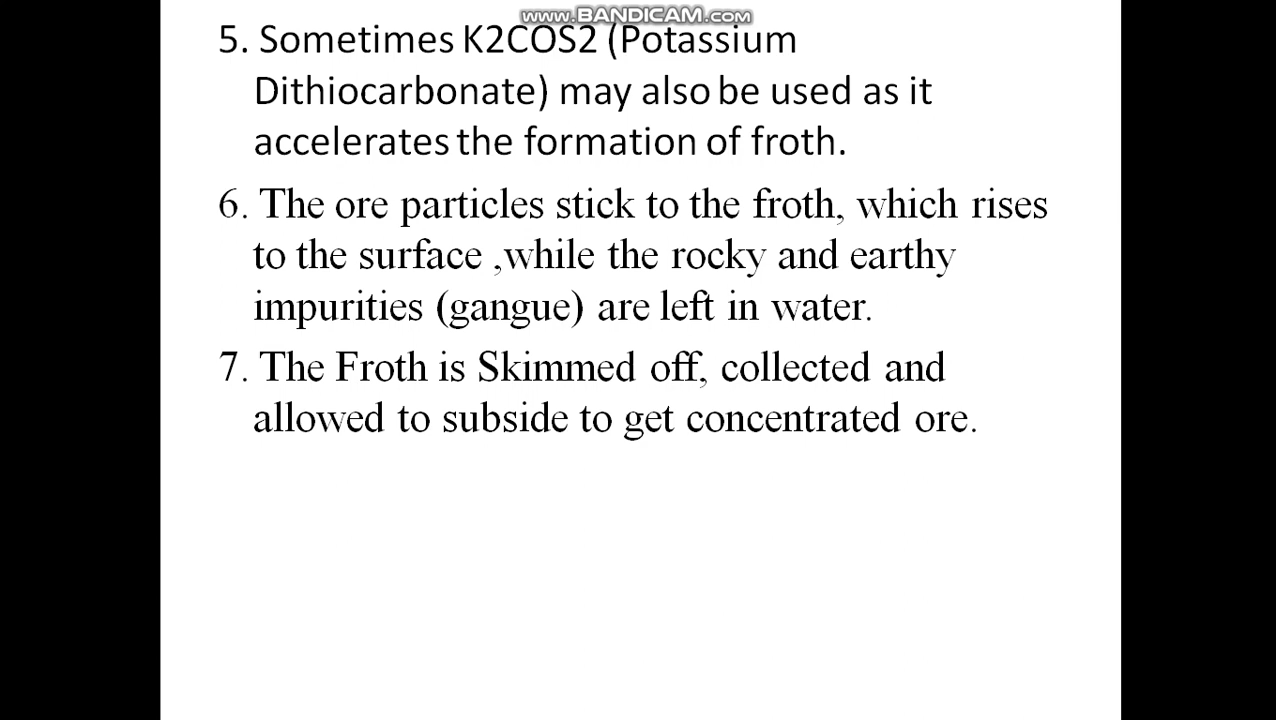 www.BANDICAM.com
5. Sometimes K2COS2 (Potassium
Dithiocarbonate) may also be used as it
accelerates the formation of froth.
6. The ore particles stick to the froth, which rises
to the surface ,while the rocky and earthy
impurities (gangue) are left in water.
7. The Froth is Skimmed off, collected and
allowed to subside to get concentrated ore.